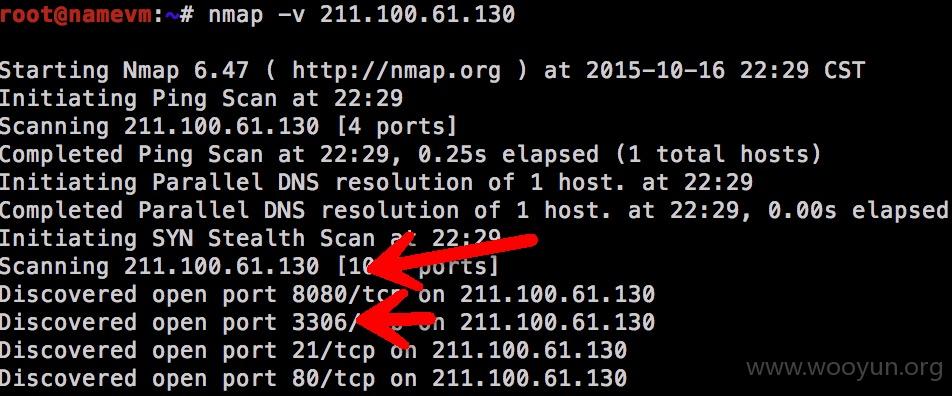 root@namevm:~# nmap -v 211.100.61.130
Starting Nmap 6.47 ( http://nmap.org ) at 2015-10-16 22:29 CST
Initiating Ping Scan at 22:29
Scanning 211.100.61.130 [4 ports]
Completed Ping Scan at 22:29, 0.25s elapsed (1 total hosts)
Initiating Parallel DNS resolution of 1 host. at 22:29
Completed Parallel DNS resolution of 1 host. at 22:29, 0.00s elapsed
Initiating SYN Stealth Scan at 22:29
Scanning 211.100.61.130 ports]
Discovered open port 8080/tcp on 211.100.61.130
Discovered open port 3306/ on 211.100.61.130
Discovered open port 21/tcp on 211.100.61.130
Discovered open port 80/tcp on 211.100.61.130
www.wooyun.org